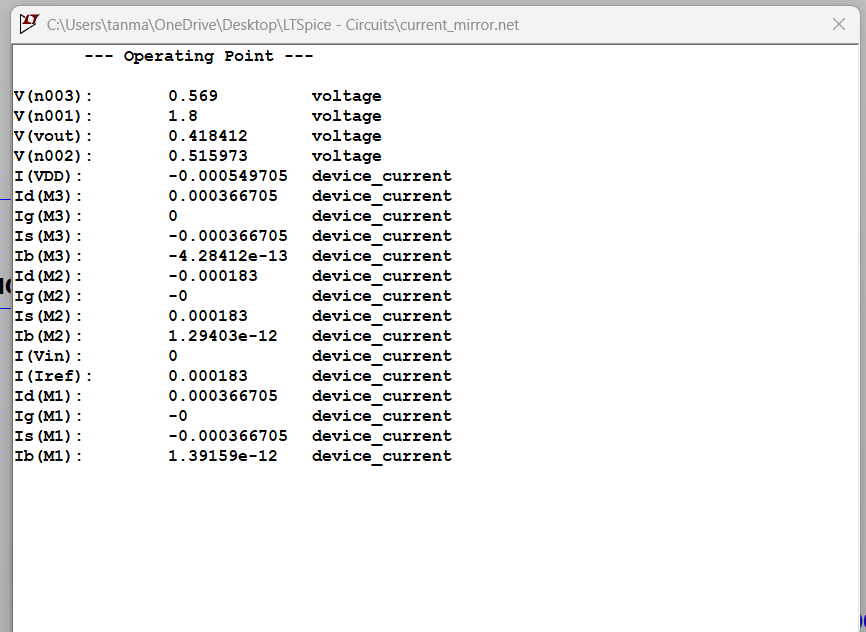 C:\Users\tanma\OneDrive\Desktop\LTSpice - Circuits\current_mirror.net
--- Operating Point ---
V(n003): 0.569 voltage
V(n001): 1.8 voltage
V(vout): 0.418412 voltage
V(n002): 0.515973 voltage
I(VDD): -0.000549705 device_current
Id(M3): 0.000366705 device_current
Ig(M3): 0 device_current
Is(M3): -0.000366705 device_current
Ib(M3): -4.28412e-13 device_current
Id(M2): -0.000183 device_current
Ig(M2): -0 device_current
Is(M2): 0.000183 device_current
Ib(M2): 1.29403e-12 device_current
I(Vin): 0 device_current
I(Iref): 0.000183 device_current
Id(M1): 0.000366705 device_current
Ig(M1): -0 device_current
Is(M1): -0.000366705 device_current
Ib(M1): 1.39159e-12 device_current